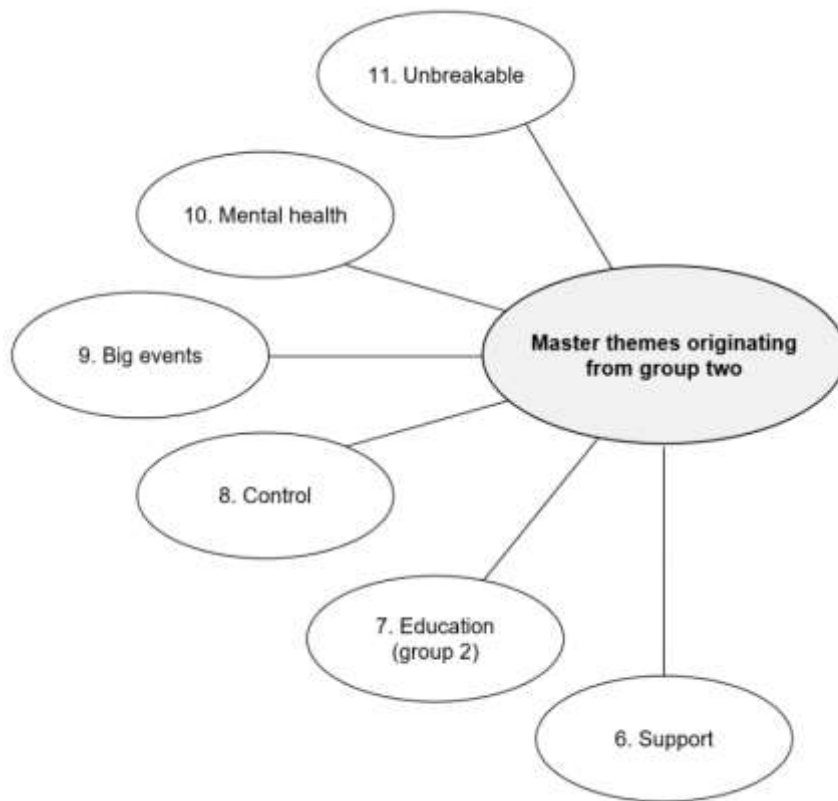 11. Unbreakable
10. Mental health
9. Big events
Master themes originating
from group two
8. Control
7. Education
(group 2)
6. Support